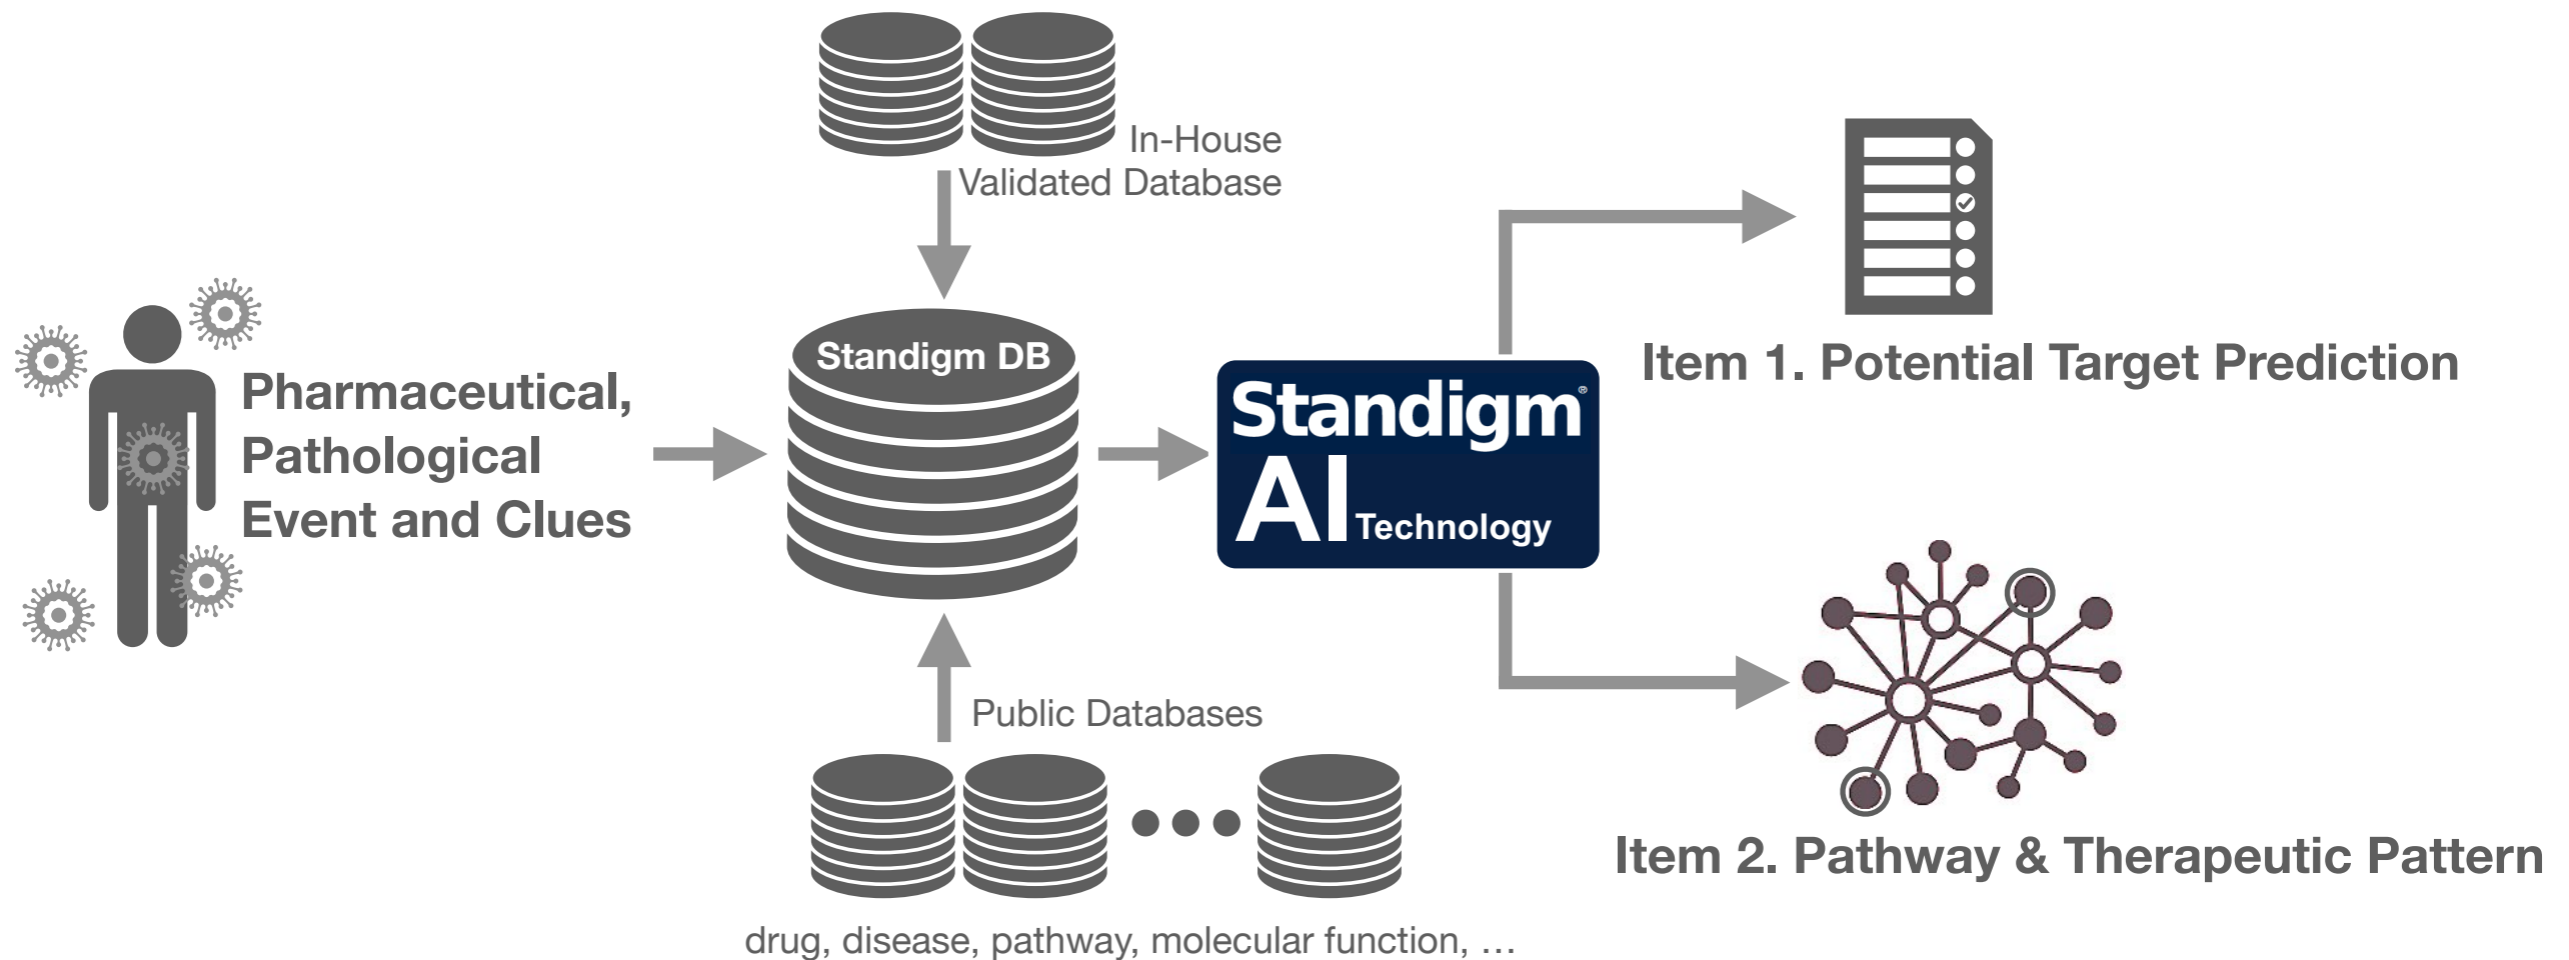 In-House
Validated Database
Pharmaceutical,
Pathological
Event and Clues
Standigm DB
Standigm®
AI Technology
Item 1. Potential Target Prediction
Public Databases
Item 2. Pathway & Therapeutic Pattern
drug, disease, pathway, molecular function, …